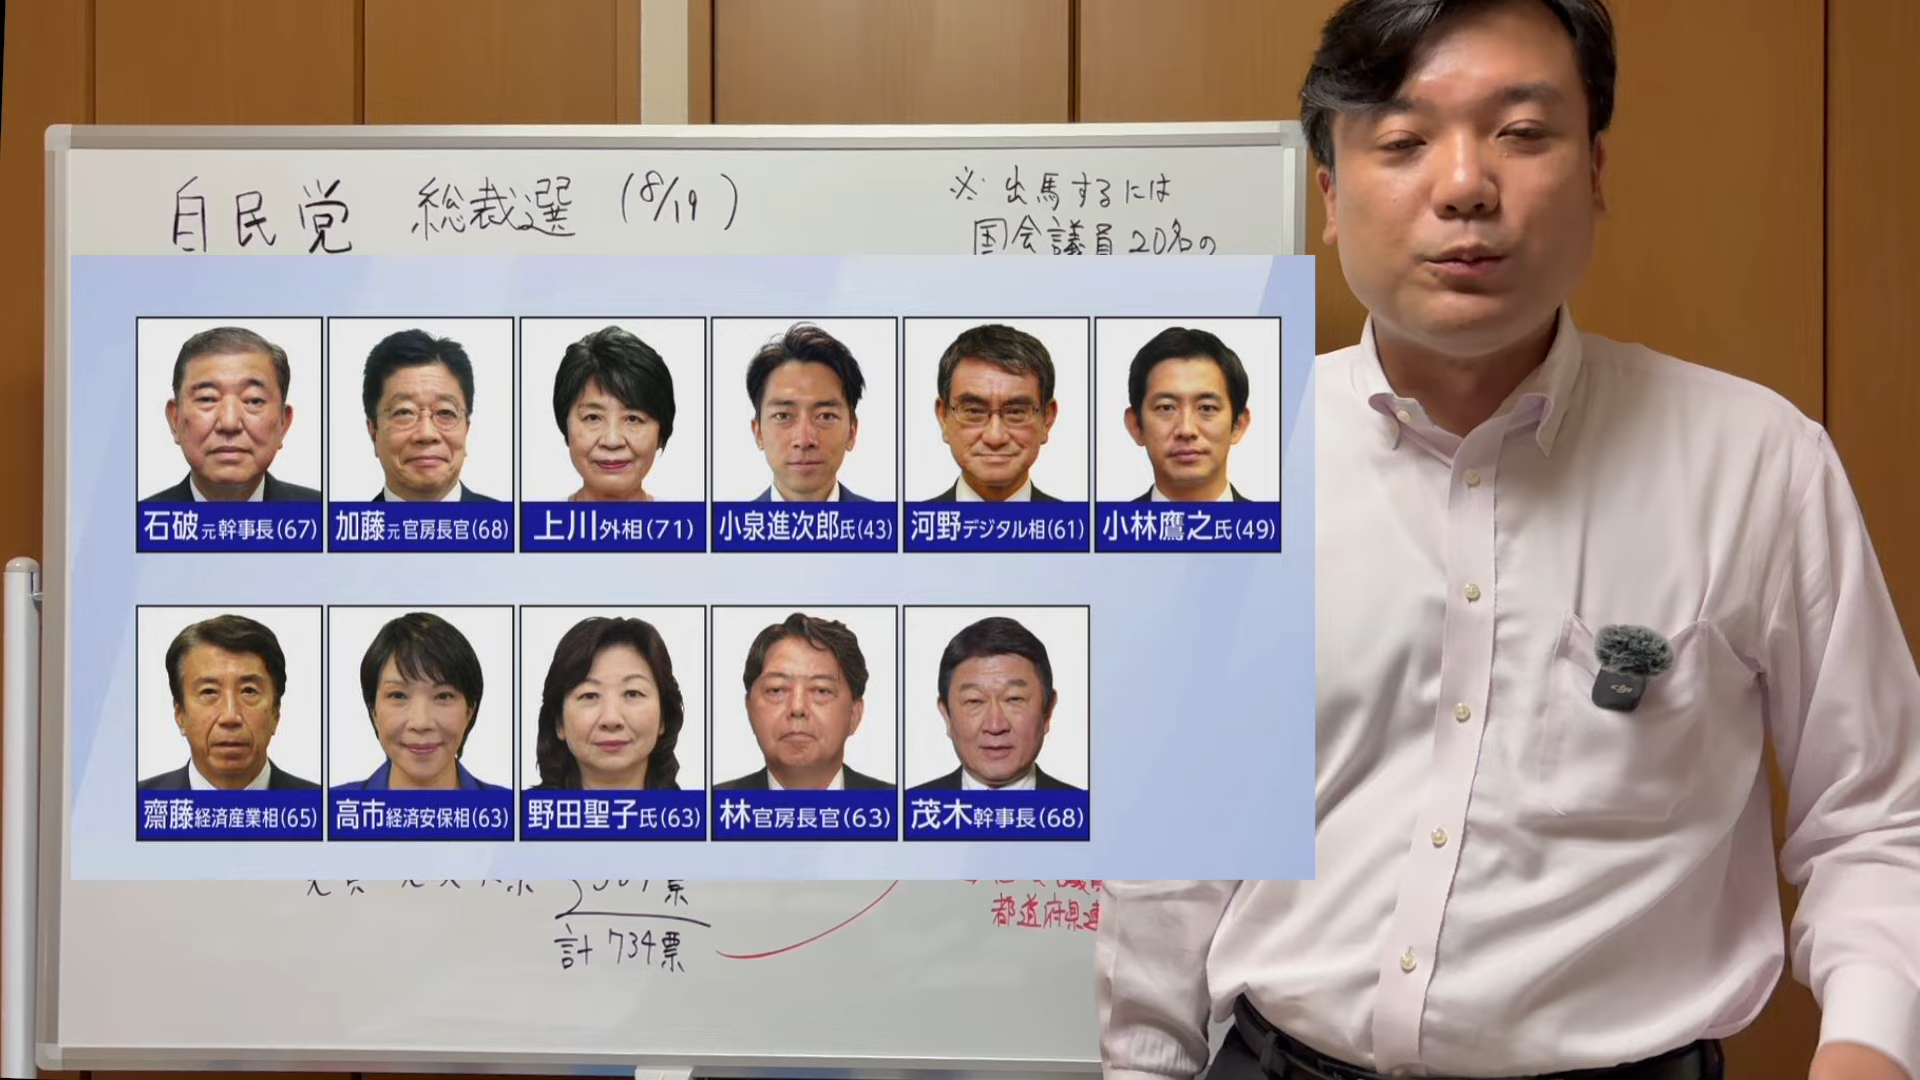 自民党 総裁選 (8/19)
※ 出馬するには
国会議員20名の
石破元幹事長(67)
加藤元官房長官(68)
上川外相(71)
小泉進次郎氏(43)
河野デジタル相(61)
小林鷹之氏(49)
齋藤経済産業相(65)
高市経済安保相(63)
野田聖子氏(63)
林官房長官(63)
茂木幹事長(68)
票
都道府県連
計 734票